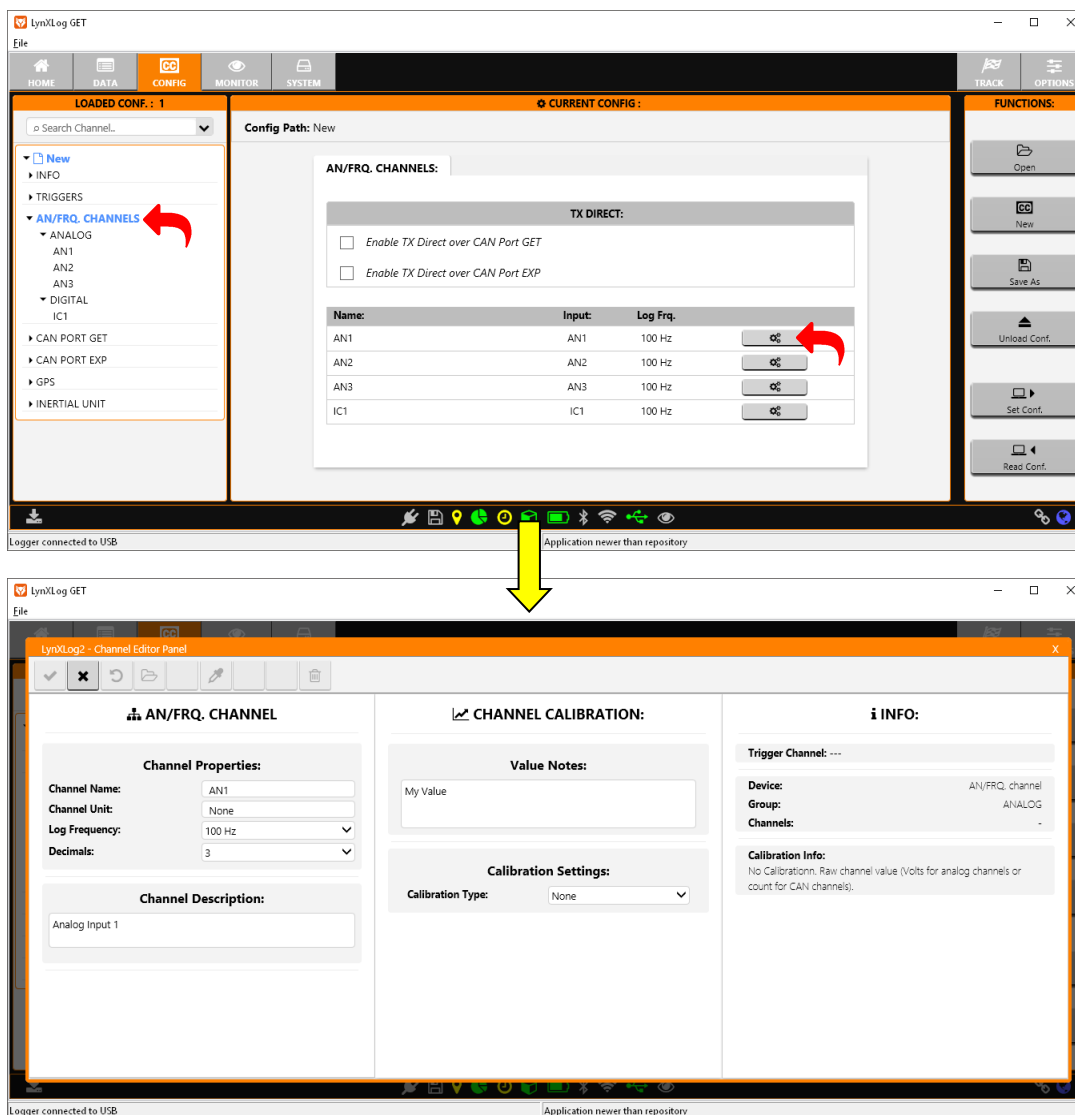 LynXLog GET
File
HOME DATA CONFIG MONITOR SYSTEM TRACK OPTIONS
LOADED CONF. : 1
Search Channel..
New
INFO
TRIGGERS
AN/FRQ. CHANNELS
ANALOG
AN1
AN2
AN3
DIGITAL
IC1
CAN PORT GET
CAN PORT EXP
GPS
INERTIAL UNIT
CURRENT CONFIG :
Config Path: New
AN/FRQ. CHANNELS:
TX DIRECT:
Enable TX Direct over CAN Port GET
Enable TX Direct over CAN Port EXP
Name: Input: Log Frq.
AN1 AN1 100 Hz
AN2 AN2 100 Hz
AN3 AN3 100 Hz
IC1 IC1 100 Hz
FUNCTIONS:
Open
CC
New
Save As
Unload Conf.
Set Conf.
Read Conf.
Logger connected to USB Application newer than repository
LynXLog GET
File
LynXLog2 - Channel Editor Panel X
AN/FRQ. CHANNEL
Channel Properties:
Channel Name: AN1
Channel Unit: None
Log Frequency: 100 Hz
Decimals: 3
Channel Description:
Analog Input 1
CHANNEL CALIBRATION:
Value Notes:
My Value
Calibration Settings:
Calibration Type: None
INFO:
Trigger Channel: ---
Device: AN/FRQ. channel
Group: ANALOG
Channels: -
Calibration Info:
No Calibrationn. Raw channel value (Volts for analog channels or
count for CAN channels).
Logger connected to USB Application newer than repository